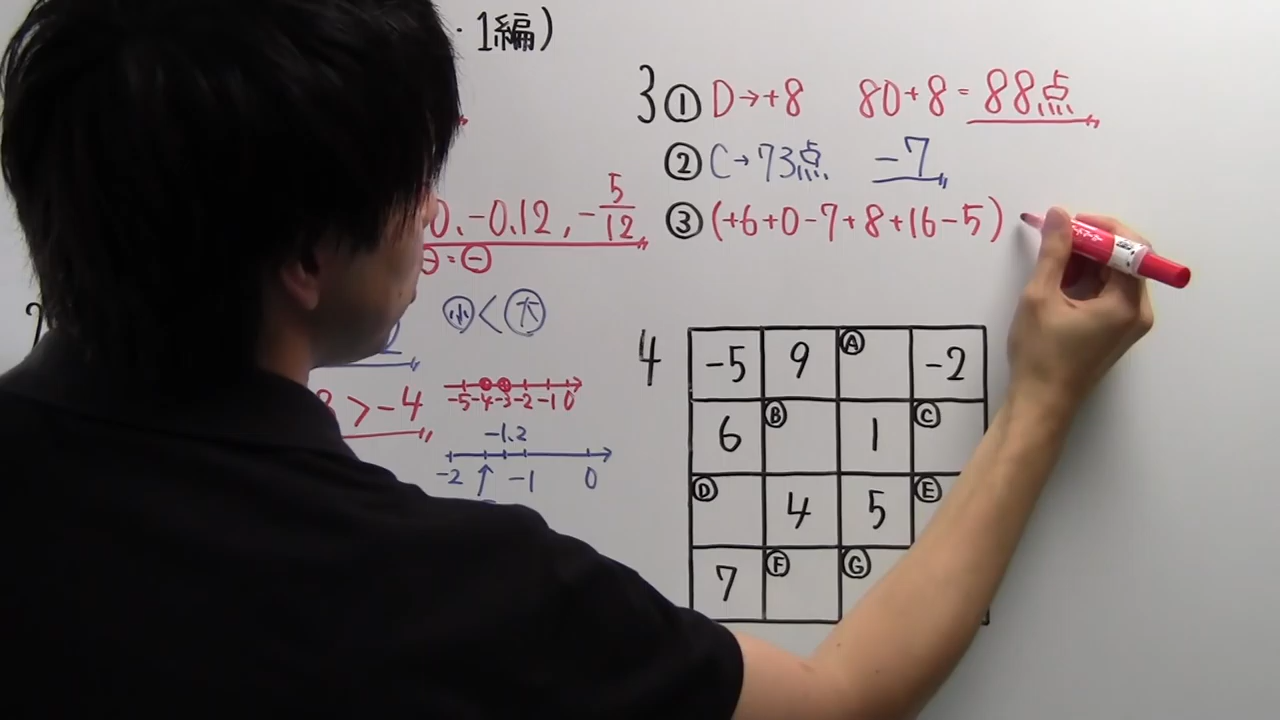 ・1編)
3 ① D→+8 80+8=88点
② C→73点 -7
③ (+6+0-7+8+16-5)
0, -0.12, -5/12
⊖=⊖
小<大
>-4
-5 -4 -3 -2 -1 0
-1.2
-2 ↑ -1 0
4
-5 9 Ⓐ -2
6 Ⓑ 1 Ⓒ
Ⓓ 4 5 Ⓔ
7 Ⓕ Ⓖ